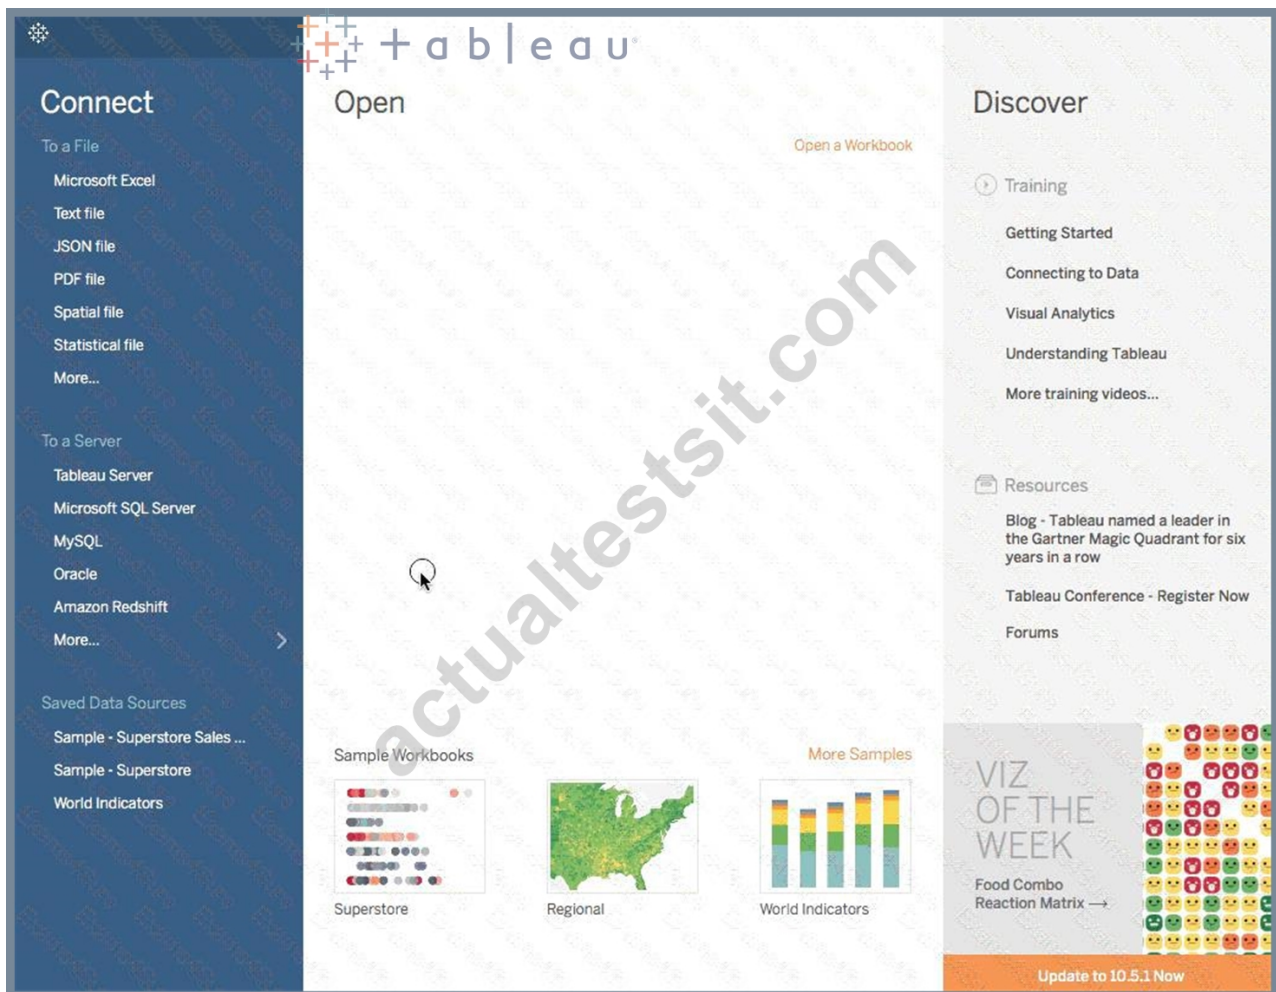 + a b | e a u
Connect
To a File
Microsoft Excel
Text file
JSON file
PDF file
Spatial file
Statistical file
More...
To a Server
Tableau Server
Microsoft SQL Server
MySQL
Oracle
Amazon Redshift
More...
Saved Data Sources
Sample - Superstore Sales ...
Sample - Superstore
World Indicators
Open
Open a Workbook
actualtestsit.com
Sample Workbooks
More Samples
Superstore
Regional
World Indicators
Discover
Training
Getting Started
Connecting to Data
Visual Analytics
Understanding Tableau
More training videos...
Resources
Blog - Tableau named a leader in
the Gartner Magic Quadrant for six
years in a row
Tableau Conference - Register Now
Forums
VIZ
OF THE
WEEK
Food Combo
Reaction Matrix →
Update to 10.5.1 Now